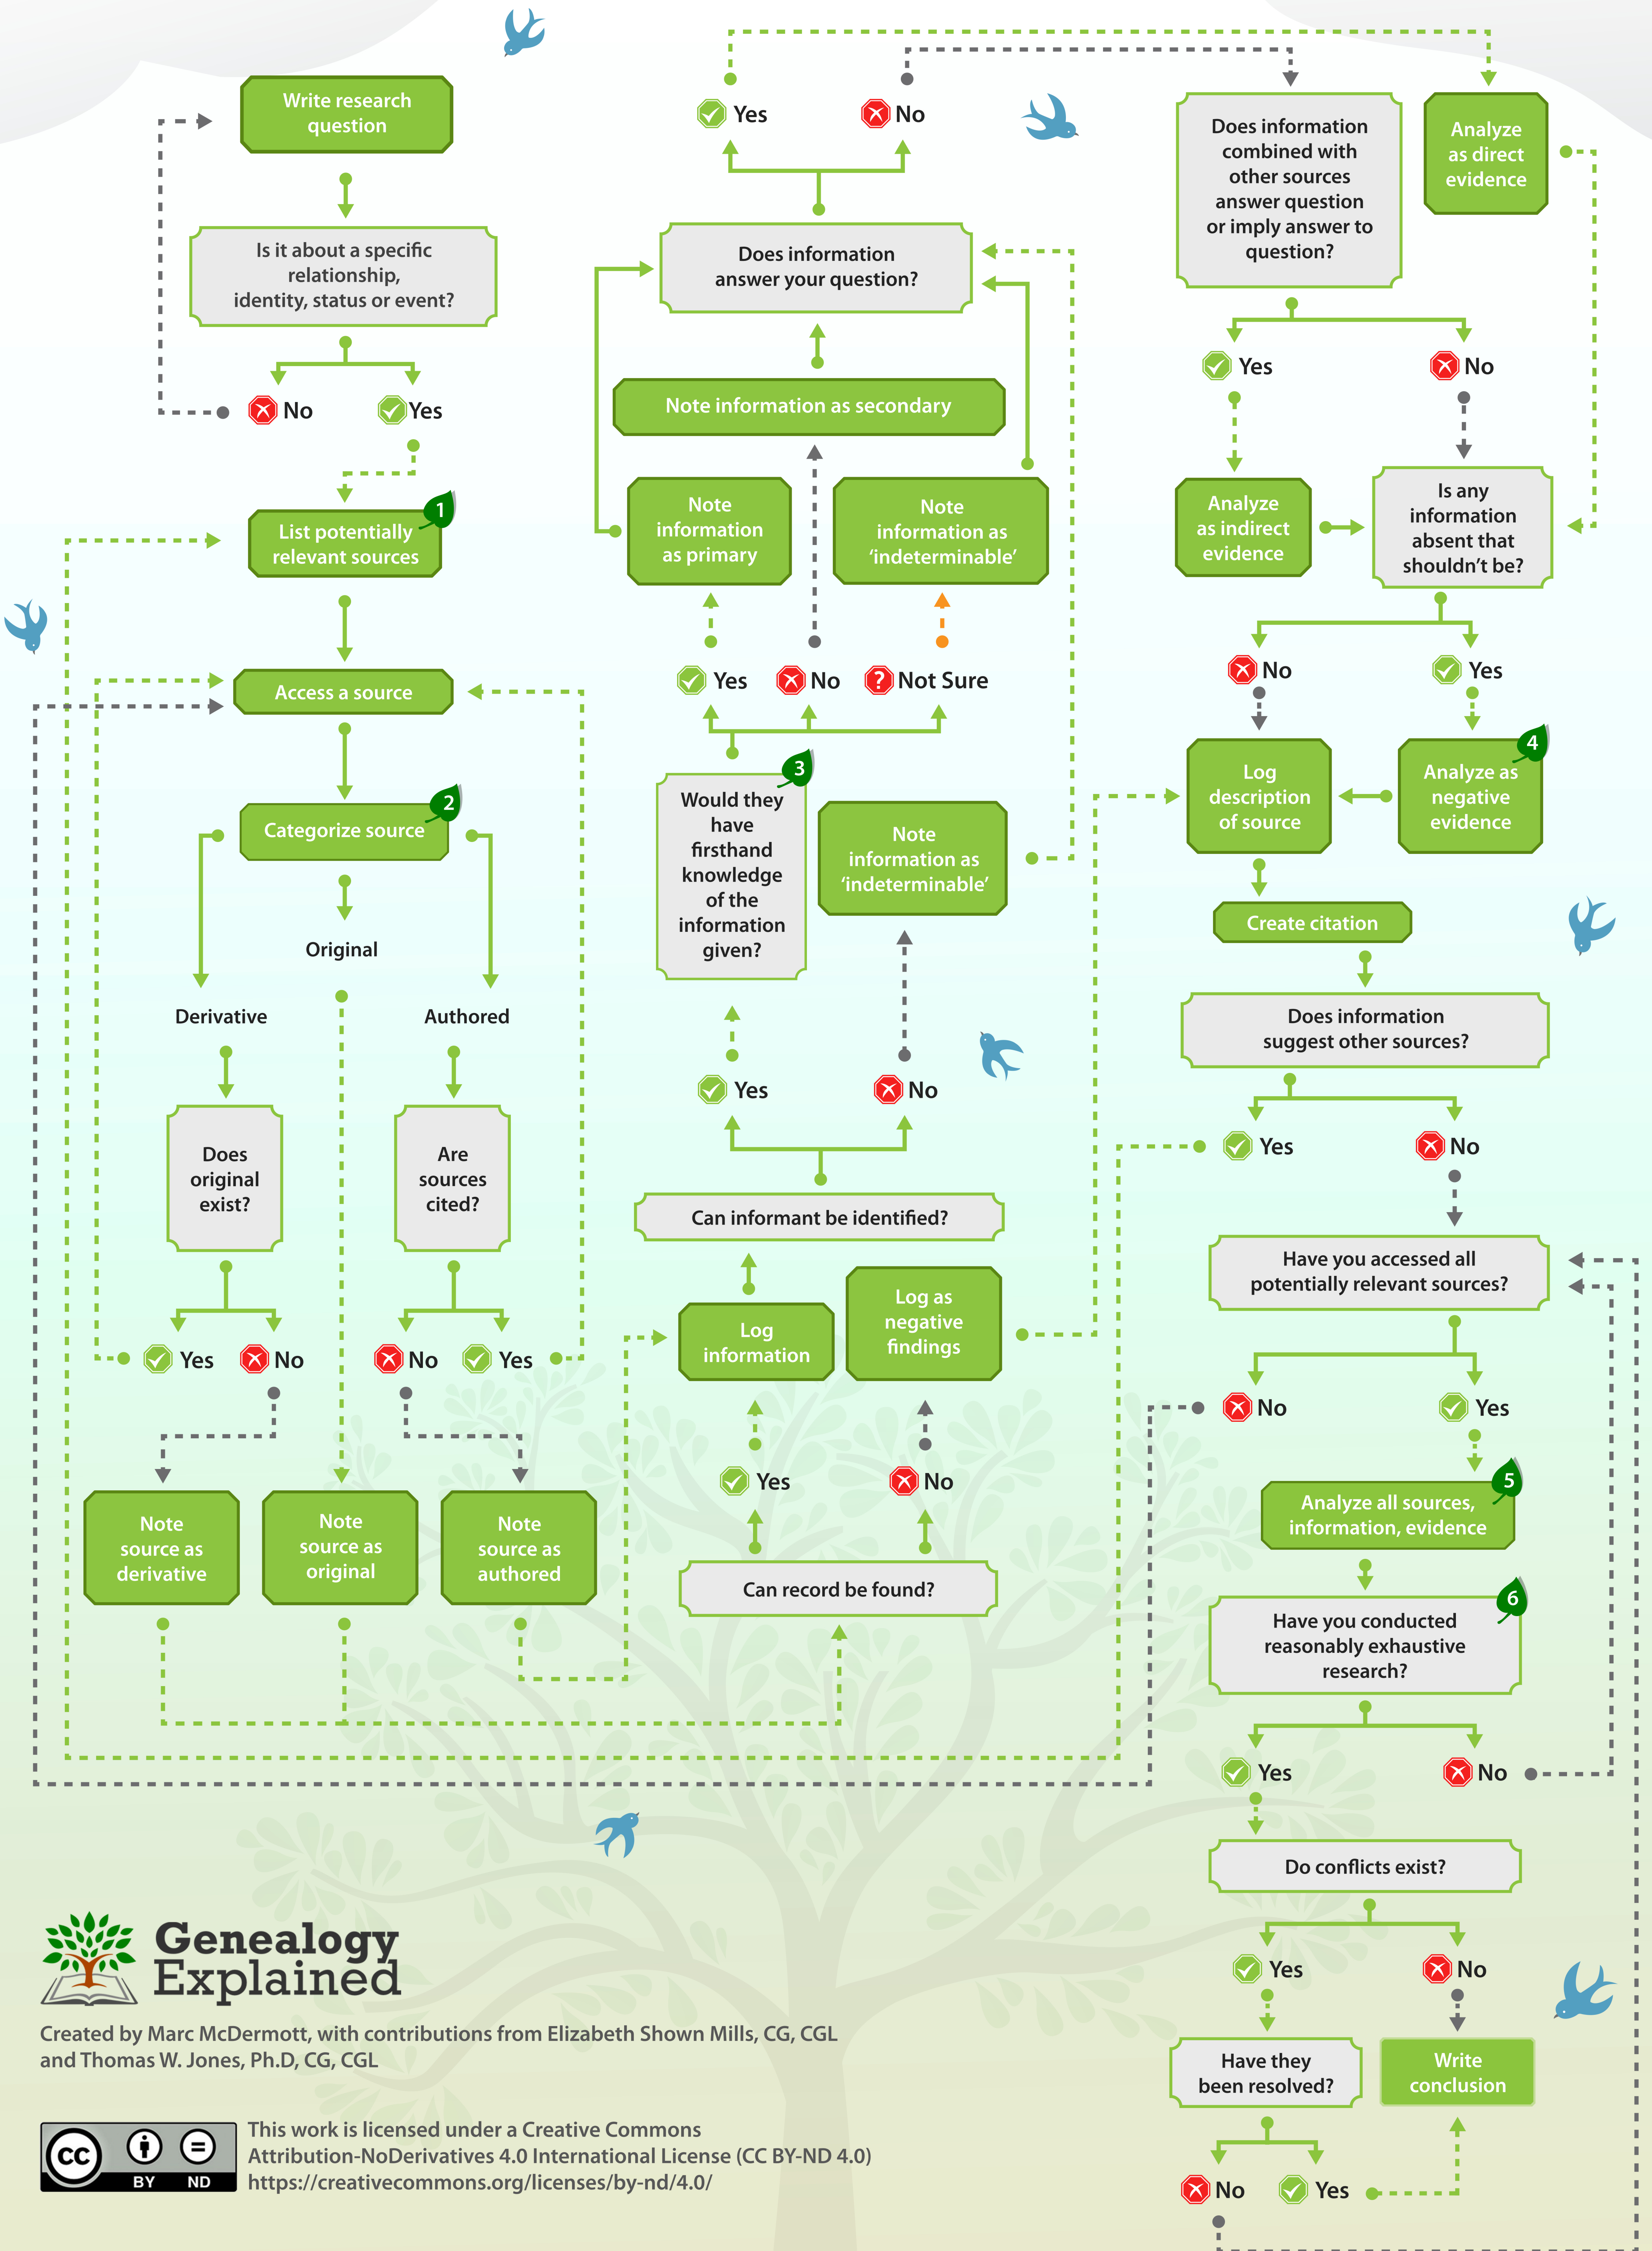 Write research
question
Is it about a specific
relationship,
identity, status or event?
No
Yes
1
List potentially
relevant sources
Access a source
2
Categorize source
Original
Derivative
Authored
Does
original
exist?
Are
sources
cited?
Yes
No
No
Yes
Note
source as
derivative
Note
source as
original
Note
source as
authored
Yes
No
Does information
answer your question?
Note information as secondary
Note
information
as primary
Note
information as
‘indeterminable’
Yes
No
? Not Sure
3
Would they
have
firsthand
knowledge
of the
information
given?
Note
information as
‘indeterminable’
Yes
No
Can informant be identified?
Log
information
Log as
negative
findings
Yes
No
Can record be found?
Does information
combined with
other sources
answer question
or imply answer to
question?
Analyze
as direct
evidence
Yes
No
Analyze
as indirect
evidence
Is any
information
absent that
shouldn’t be?
No
Yes
Log
description
of source
4
Analyze as
negative
evidence
Create citation
Does information
suggest other sources?
Yes
No
Have you accessed all
potentially relevant sources?
No
Yes
5
Analyze all sources,
information, evidence
6
Have you conducted
reasonably exhaustive
research?
Yes
No
Do conflicts exist?
Yes
No
Have they
been resolved?
Write
conclusion
No
Yes
Genealogy
Explained
Created by Marc McDermott, with contributions from Elizabeth Shown Mills, CG, CGL
and Thomas W. Jones, Ph.D, CG, CGL
cc
BY ND
This work is licensed under a Creative Commons
Attribution-NoDerivatives 4.0 International License (CC BY-ND 4.0)
https://creativecommons.org/licenses/by-nd/4.0/